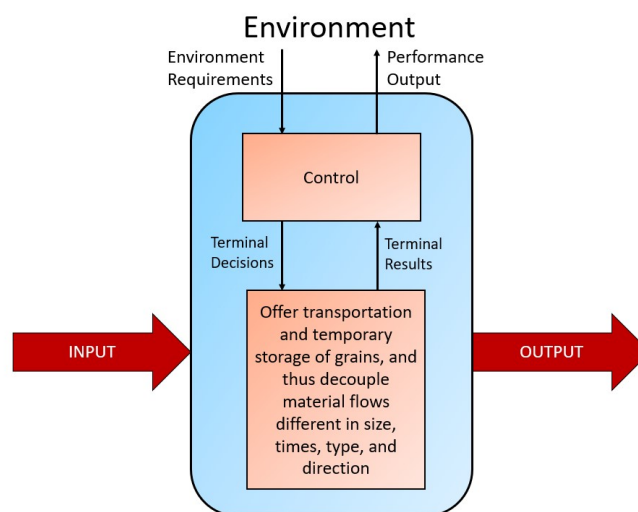 Environment
Environment
Requirements
Performance
Output
Control
Terminal
Decisions
Terminal
Results
INPUT
Offer transportation
and temporary
storage of grains, and
thus decouple
material flows
different in size,
times, type, and
direction
OUTPUT